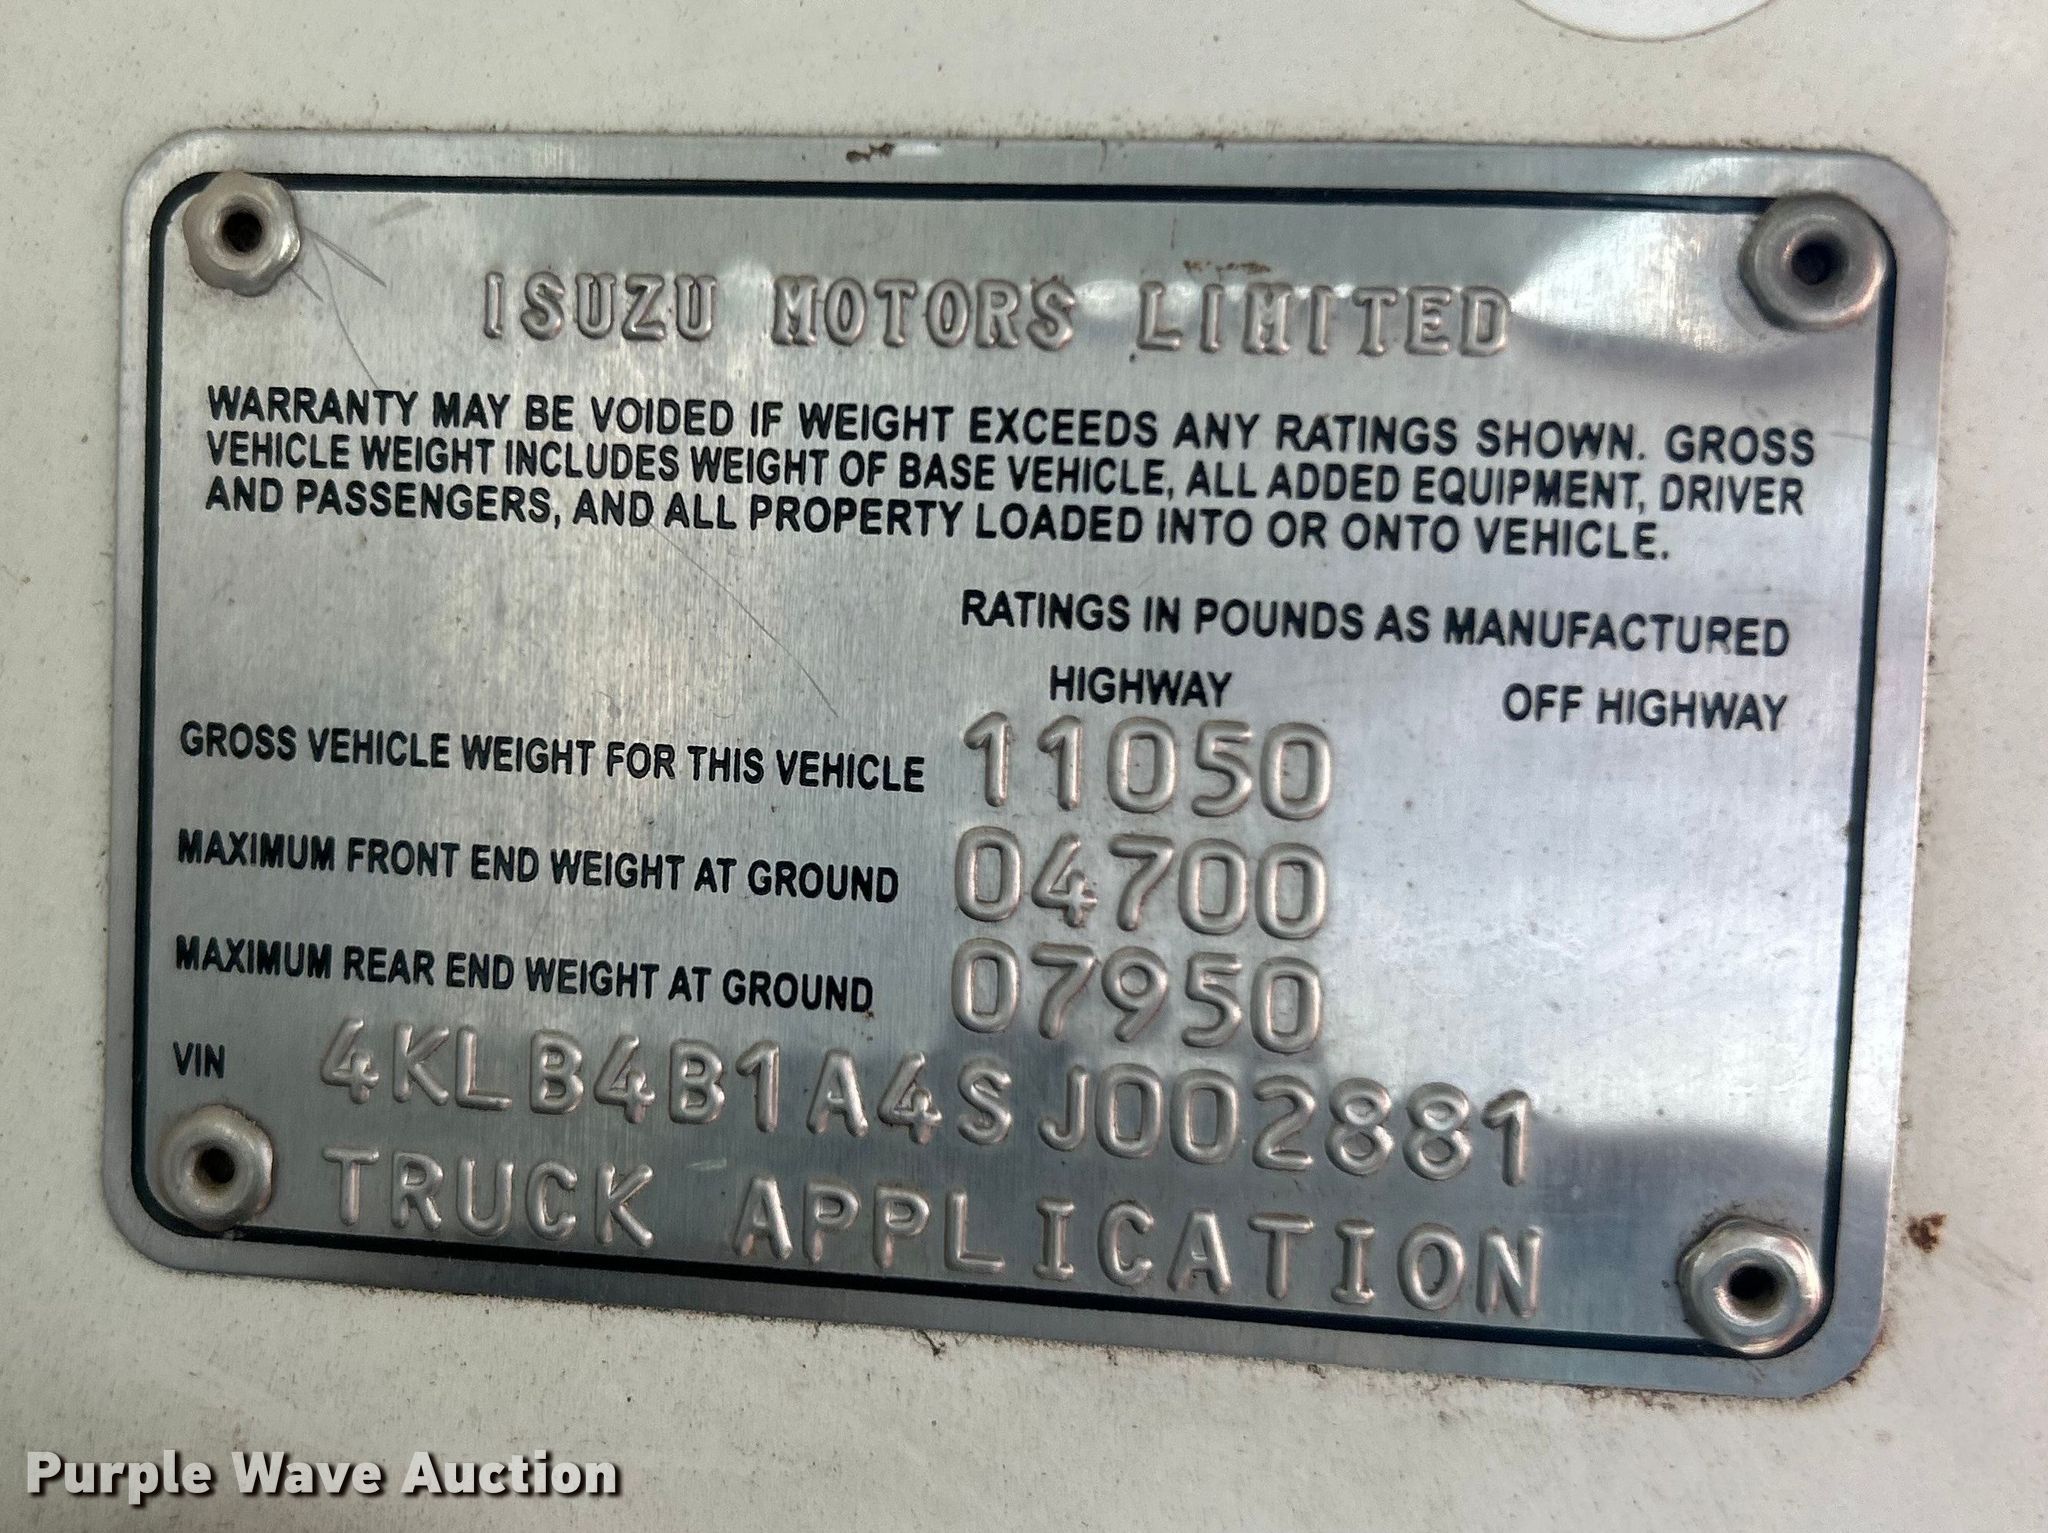 ISUZU MOTORS LIMITED
WARRANTY MAY BE VOIDED IF WEIGHT EXCEEDS ANY RATINGS SHOWN. GROSS
VEHICLE WEIGHT INCLUDES WEIGHT OF BASE VEHICLE, ALL ADDED EQUIPMENT, DRIVER
AND PASSENGERS, AND ALL PROPERTY LOADED INTO OR ONTO VEHICLE.
RATINGS IN POUNDS AS MANUFACTURED
HIGHWAY OFF HIGHWAY
GROSS VEHICLE WEIGHT FOR THIS VEHICLE 11050
MAXIMUM FRONT END WEIGHT AT GROUND 04700
MAXIMUM REAR END WEIGHT AT GROUND 07950
VIN 4KLB4B1A4SJ002881
TRUCK APPLICATION
Purple Wave Auction